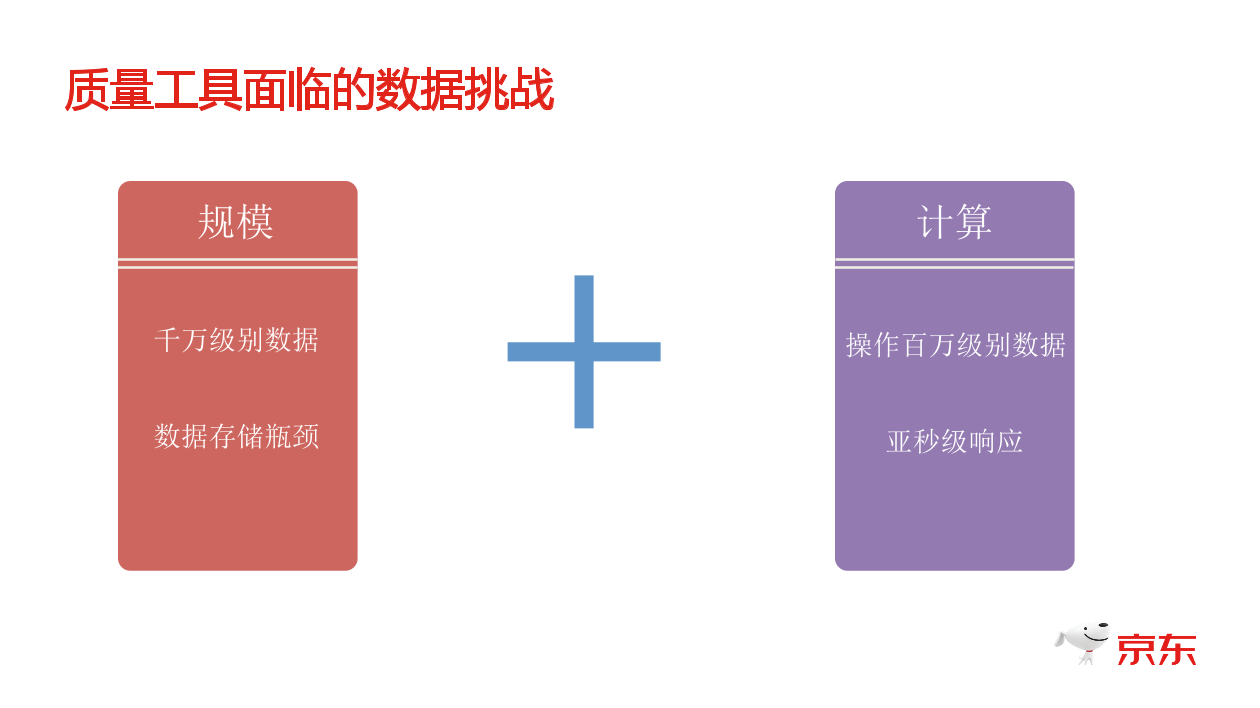 质量工具面临的数据挑战
规模
千万级别数据
数据存储瓶颈
计算
操作百万级别数据
亚秒级响应
京东